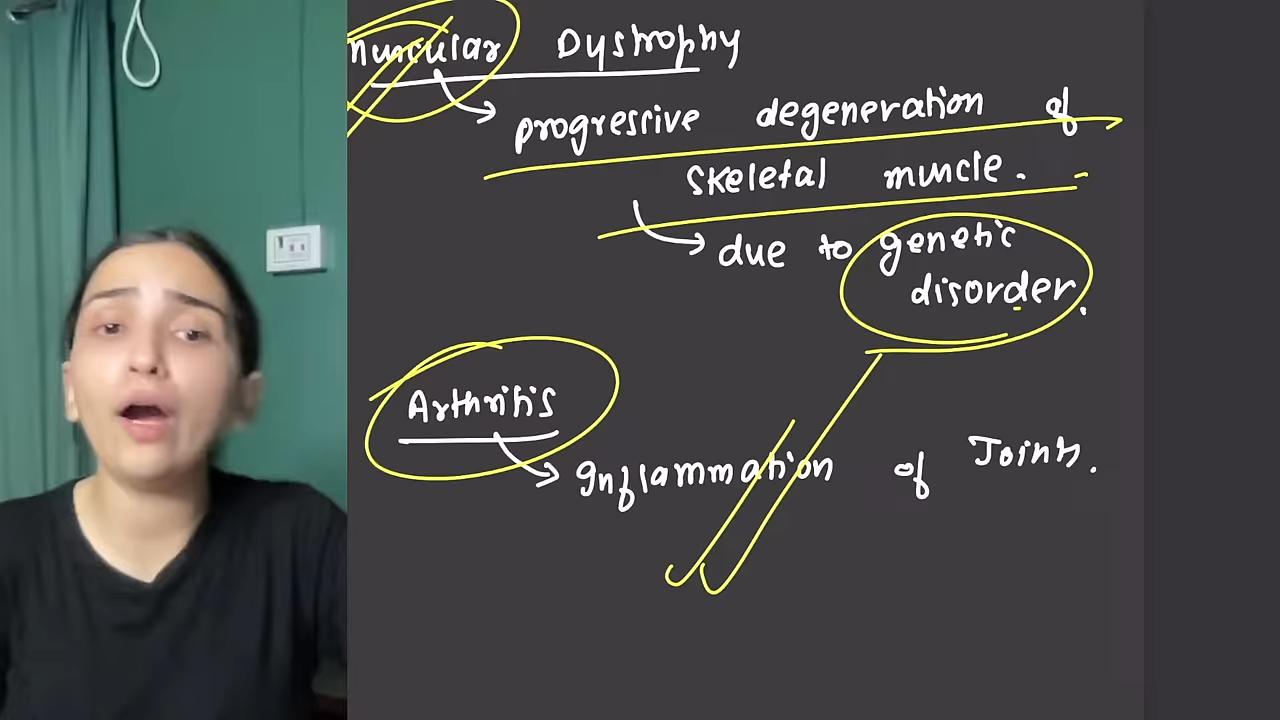 Muscular Dystrophy
progressive degeneration of
skeletal muscle.
due to genetic
disorder.
Arthritis
Inflammation of Joints.